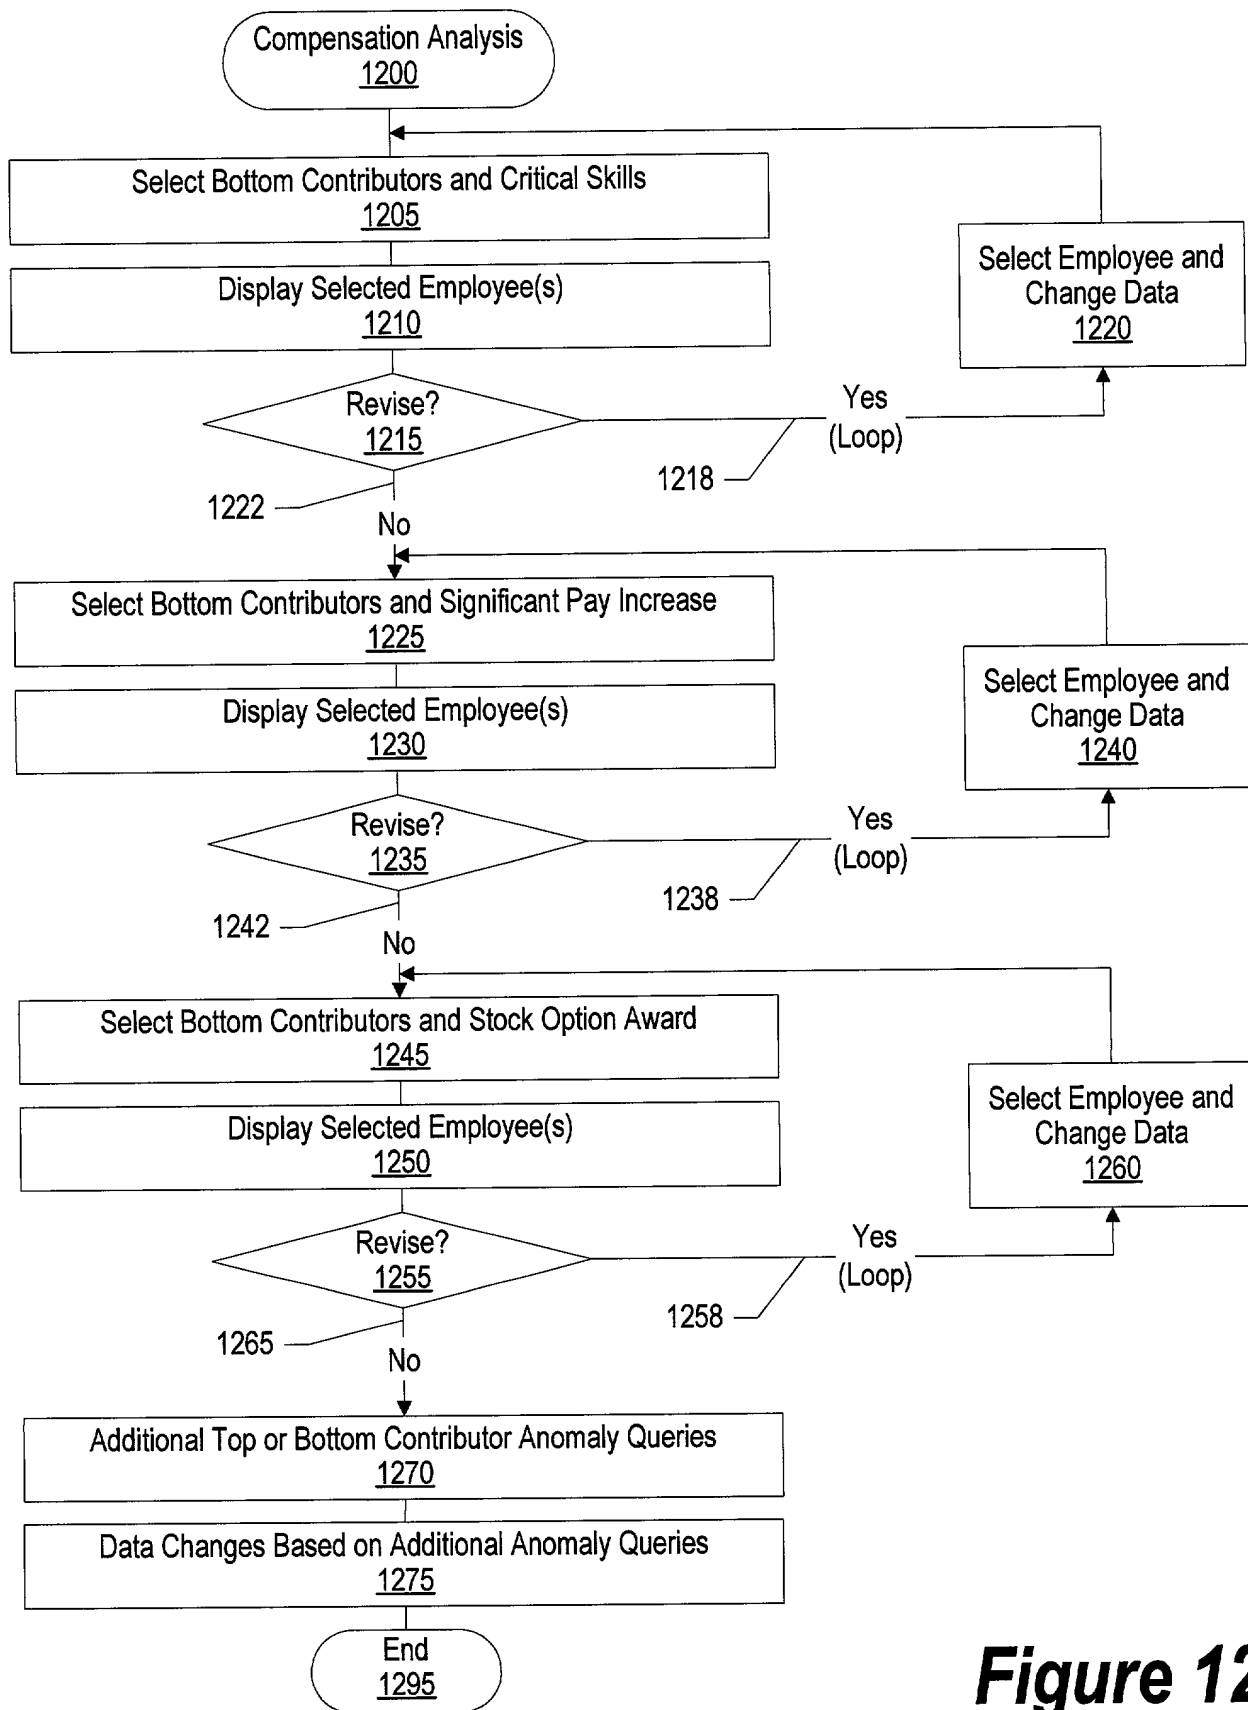 Compensation Analysis
1200
Select Bottom Contributors and Critical Skills
1205
Display Selected Employee(s)
1210
Select Employee and
Change Data
1220
Revise?
1215
Yes
(Loop)
1218
1222
No
Select Bottom Contributors and Significant Pay Increase
1225
Display Selected Employee(s)
1230
Select Employee and
Change Data
1240
Revise?
1235
Yes
(Loop)
1238
1242
No
Select Bottom Contributors and Stock Option Award
1245
Display Selected Employee(s)
1250
Select Employee and
Change Data
1260
Revise?
1255
Yes
(Loop)
1258
1265
No
Additional Top or Bottom Contributor Anomaly Queries
1270
Data Changes Based on Additional Anomaly Queries
1275
End
1295
Figure 12